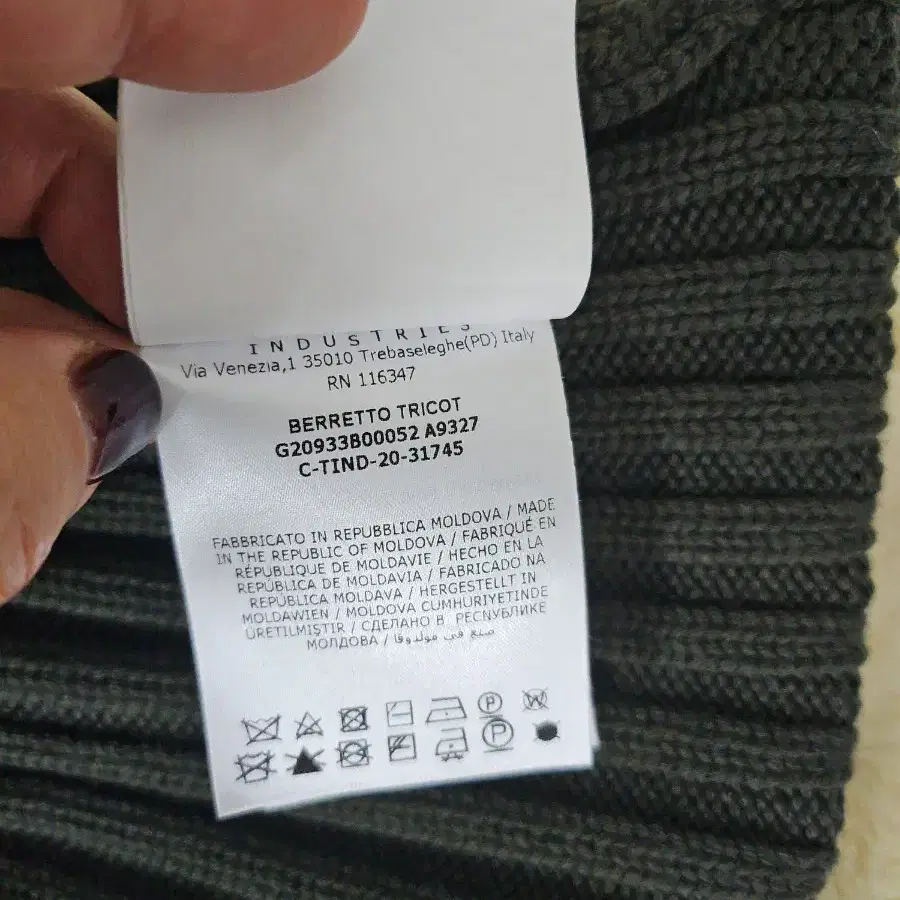 INDUSTRIES
Via Venezia,1 35010 Trebaseleghe(PD) Italy
RN 116347
BERRETTO TRICOT
G20933B00052 A9327
C-TIND-20-31745
FABBRICATO IN REPUBBLICA MOLDOVA / MADE
IN THE REPUBLIC OF MOLDOVA / FABRIQUÉ EN
RÉPUBLIQUE DE MOLDAVIE / HECHO EN LA
REPÚBLICA DE MOLDAVIA / FABRICADO NA
REPÚBLICA MOLDAVA / HERGESTELLT IN
MOLDAWIEN / MOLDOVA CUMHURIYETINDE
ÜRETILMIŞTIR / СДЕЛАНО В РЕСПУБЛИКЕ
МОЛДОВА / صنع في مولدوفا
P W
P